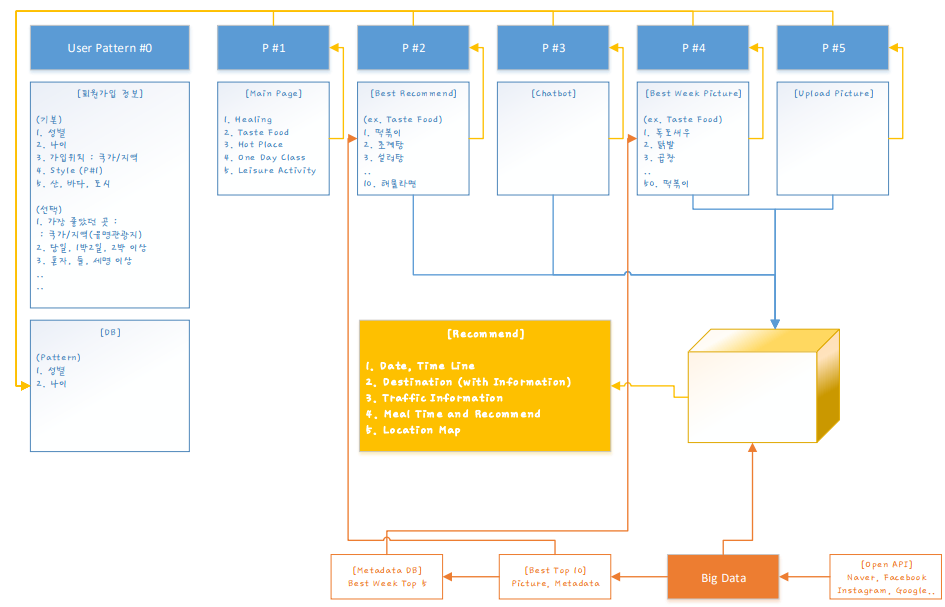 User Pattern #0
P #1
P #2
P #3
P #4
P #5
[회원가입 정보]
(기본)
1. 성별
2. 나이
3. 가입위치 : 국가/지역
4. Style (P#1)
5. 산, 바다, 도시
(선택)
1. 가장 좋았던 곳 :
: 국가/지역(유명관광지)
2. 당일, 1박2일, 2박 이상
3. 혼자, 둘, 세명 이상
..
..
[Main Page]
1. Healing
2. Taste Food
3. Hot Place
4. One Day Class
5. Leisure Activity
[Best Recommend]
(ex. Taste Food)
1. 떡볶이
2. 조개탕
3. 설렁탕
..
10. 해물라면
[Chatbot]
[Best Week Picture]
(ex. Taste Food)
1. 독도새우
2. 닭발
3. 곱창
..
50. 떡볶이
[Upload Picture]
[DB]
(Pattern)
1. 성별
2. 나이
[Recommend]
1. Date, Time Line
2. Destination (with Information)
3. Traffic Information
4. Meal Time and Recommend
5. Location Map
[Metadata DB]
Best Week Top 5
[Best Top 10]
Picture, Metadata
Big Data
[Open API]
Naver, Facebook
Instagram, Google..